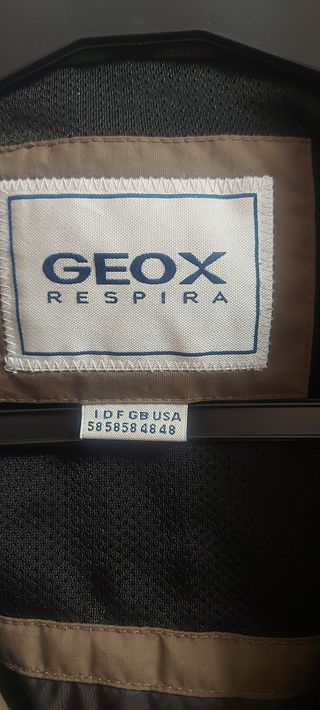 GEOX
RESPIRA
I D F GB USA
58 58 58 48 48